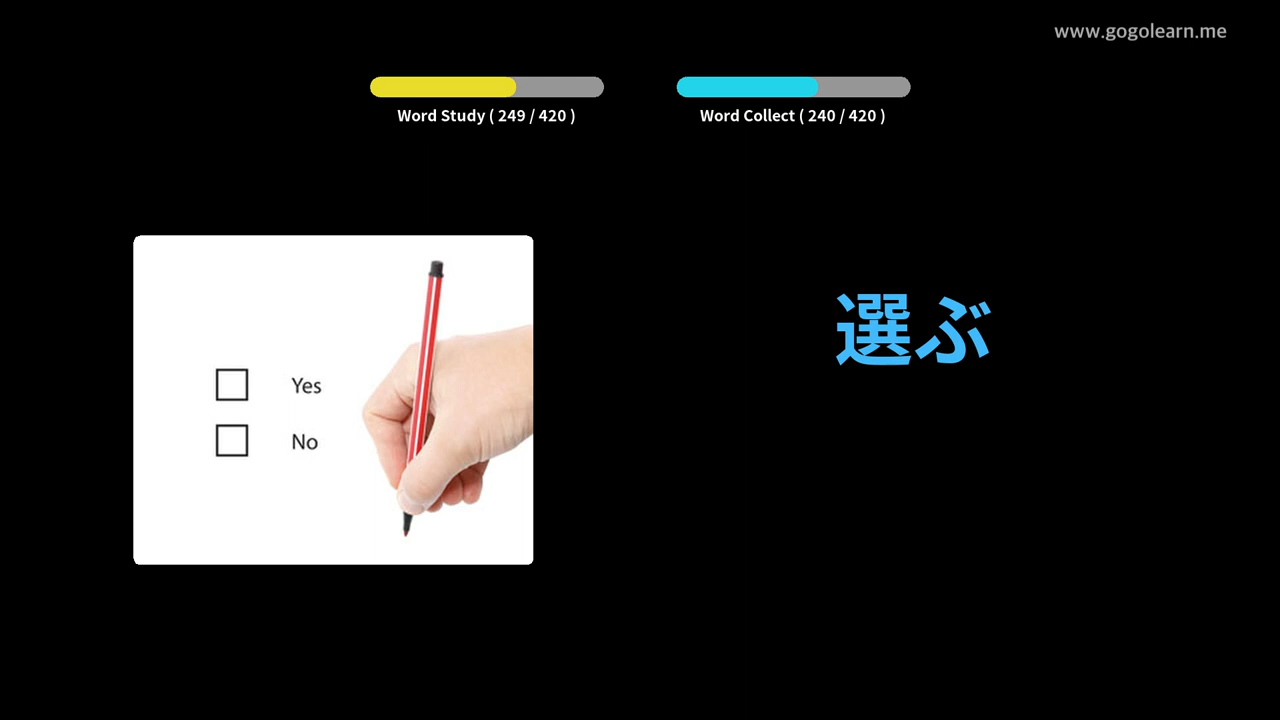 www.gogolearn.me
Word Study ( 249 / 420 )
Word Collect ( 240 / 420 )
選ぶ
Yes
No